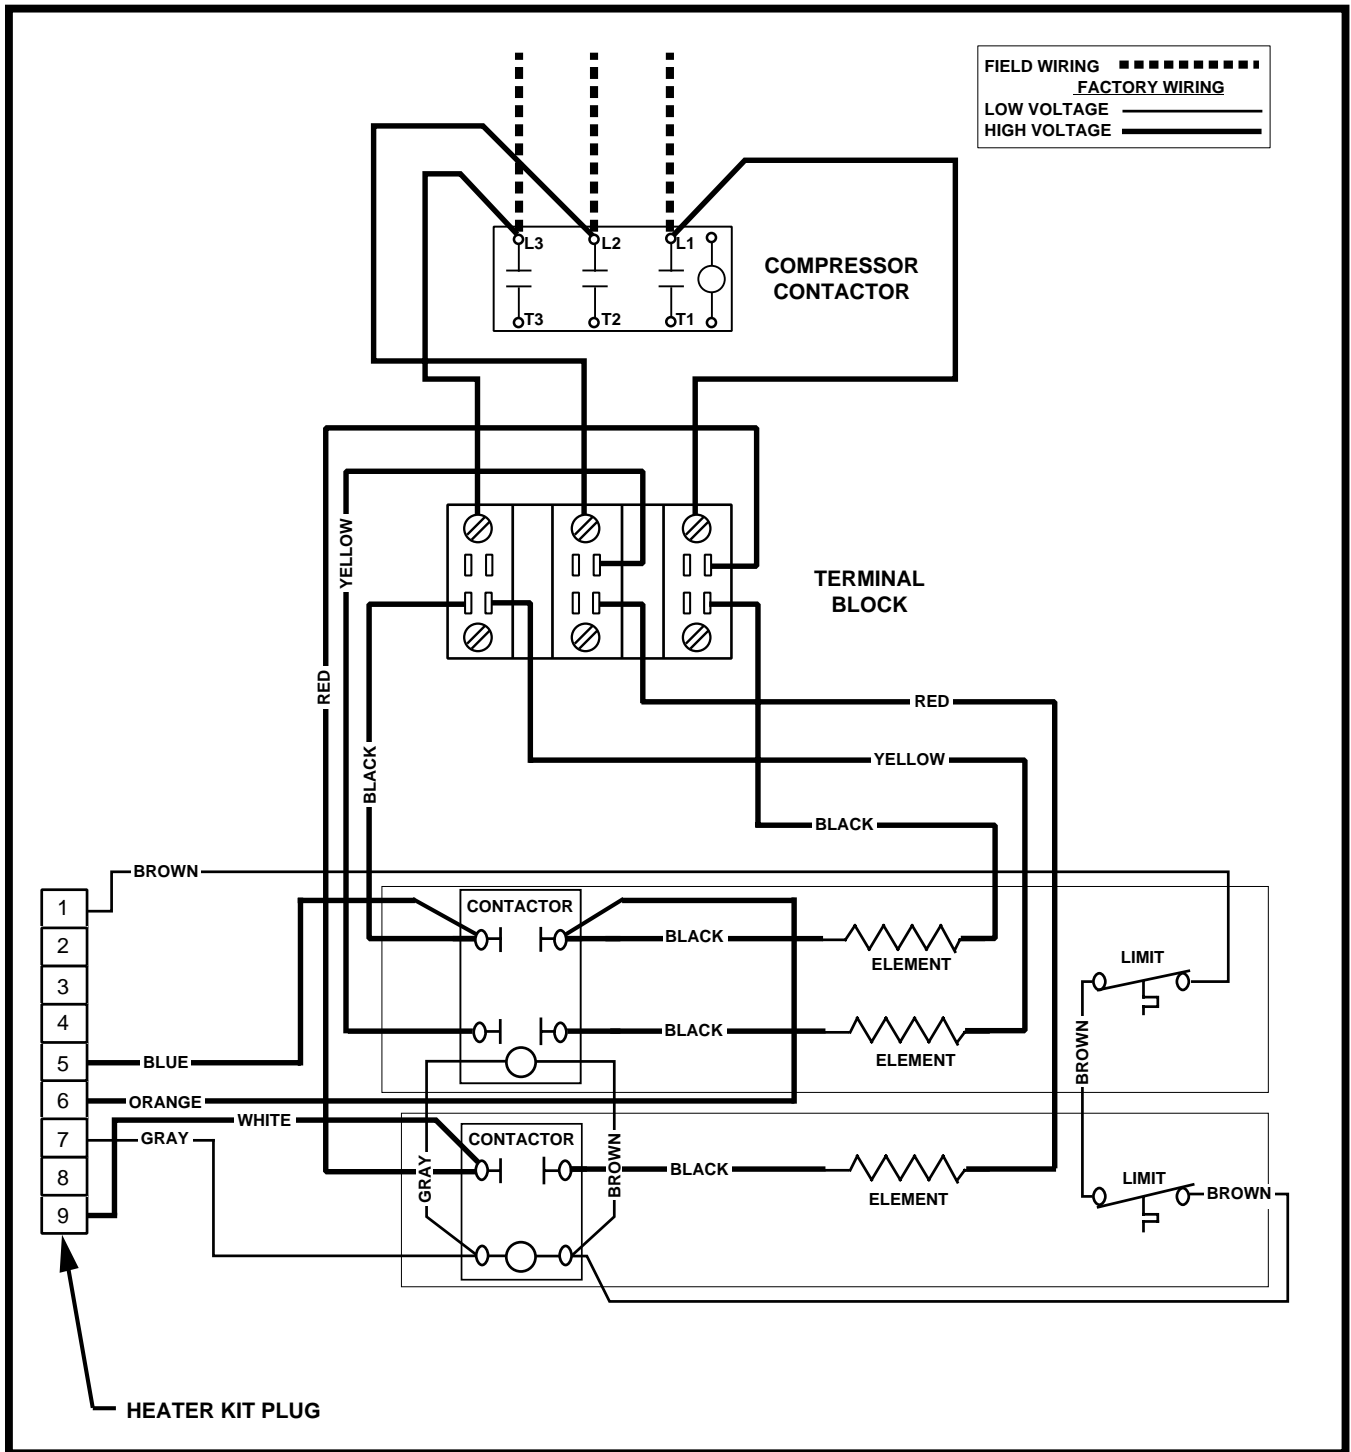 FIELD WIRING
FACTORY WIRING
LOW VOLTAGE
HIGH VOLTAGE
L3
L2
L1
T3
T2
T1
COMPRESSOR
CONTACTOR
YELLOW
TERMINAL
BLOCK
RED
RED
BLACK
YELLOW
BLACK
BROWN
1
2
3
4
5
6
7
8
9
CONTACTOR
BLACK
ELEMENT
LIMIT
BLACK
ELEMENT
BROWN
BLUE
ORANGE
WHITE
GRAY
CONTACTOR
GRAY
BROWN
BLACK
ELEMENT
LIMIT
BROWN
HEATER KIT PLUG